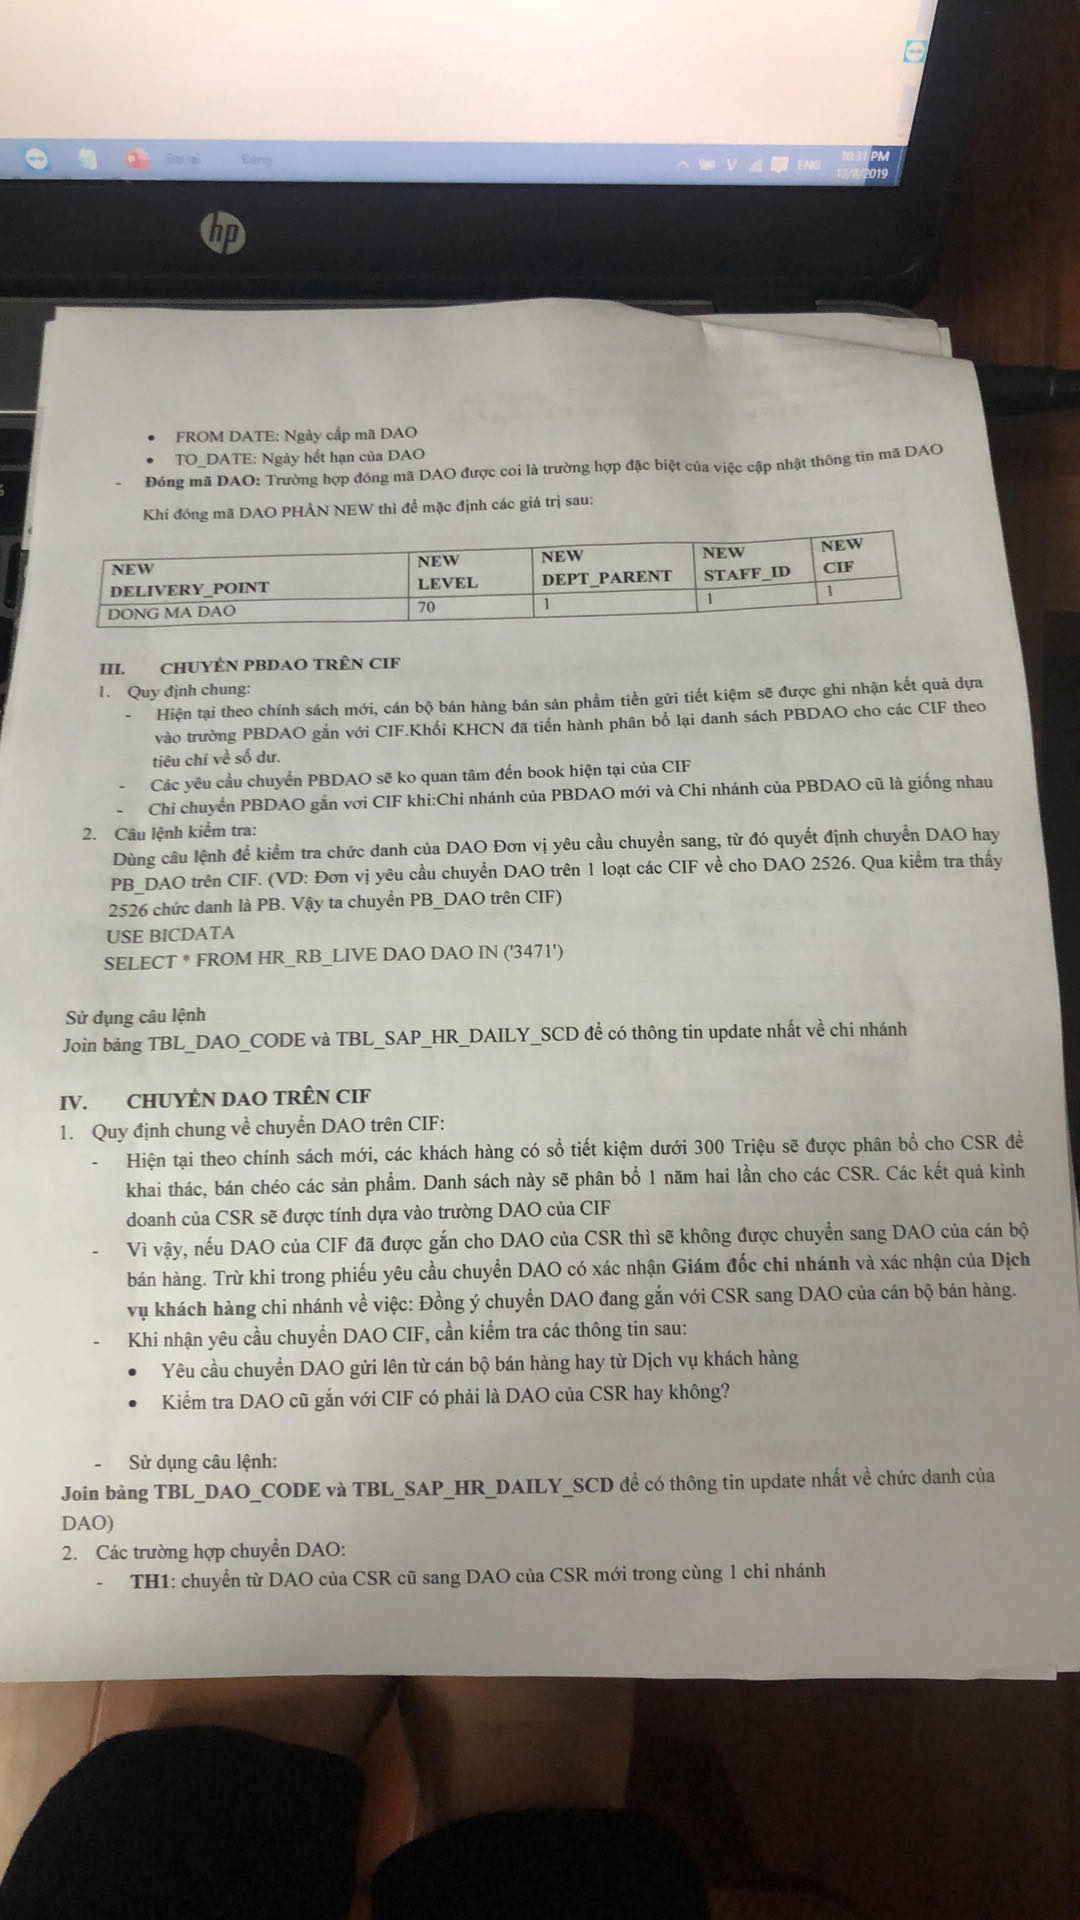 Đóng
ENG
10:31 PM
12/8/2019
hp
• FROM DATE: Ngày cấp mã DAO
• TO_DATE: Ngày hết hạn của DAO
- Đóng mã DAO: Trường hợp đóng mã DAO được coi là trường hợp đặc biệt của việc cập nhật thông tin mã DAO
Khi đóng mã DAO PHẦN NEW thì để mặc định các giá trị sau:
NEW DELIVERY_POINT NEW LEVEL NEW DEPT_PARENT NEW STAFF_ID NEW CIF
DONG MA DAO 70 1 1 1
III. CHUYỂN PBDAO TRÊN CIF
1. Quy định chung:
- Hiện tại theo chính sách mới, cán bộ bán hàng bán sản phẩm tiền gửi tiết kiệm sẽ được ghi nhận kết quả dựa
vào trường PBDAO gắn với CIF.Khối KHCN đã tiến hành phân bổ lại danh sách PBDAO cho các CIF theo
tiêu chí về số dư.
- Các yêu cầu chuyển PBDAO sẽ ko quan tâm đến book hiện tại của CIF
- Chỉ chuyển PBDAO gắn vơi CIF khi:Chi nhánh của PBDAO mới và Chi nhánh của PBDAO cũ là giống nhau
2. Câu lệnh kiểm tra:
Dùng câu lệnh để kiểm tra chức danh của DAO Đơn vị yêu cầu chuyển sang, từ đó quyết định chuyển DAO hay
PB_DAO trên CIF. (VD: Đơn vị yêu cầu chuyển DAO trên 1 loạt các CIF về cho DAO 2526. Qua kiểm tra thấy
2526 chức danh là PB. Vậy ta chuyển PB_DAO trên CIF)
USE BICDATA
SELECT * FROM HR_RB_LIVE DAO DAO IN ('3471')
Sử dụng câu lệnh
Join bảng TBL_DAO_CODE và TBL_SAP_HR_DAILY_SCD để có thông tin update nhất về chi nhánh
IV. CHUYỂN DAO TRÊN CIF
1. Quy định chung về chuyển DAO trên CIF:
- Hiện tại theo chính sách mới, các khách hàng có sổ tiết kiệm dưới 300 Triệu sẽ được phân bổ cho CSR để
khai thác, bán chéo các sản phẩm. Danh sách này sẽ phân bổ 1 năm hai lần cho các CSR. Các kết quả kinh
doanh của CSR sẽ được tính dựa vào trường DAO của CIF
- Vì vậy, nếu DAO của CIF đã được gắn cho DAO của CSR thì sẽ không được chuyển sang DAO của cán bộ
bán hàng. Trừ khi trong phiếu yêu cầu chuyển DAO có xác nhận Giám đốc chi nhánh và xác nhận của Dịch
vụ khách hàng chi nhánh về việc: Đồng ý chuyển DAO đang gắn với CSR sang DAO của cán bộ bán hàng.
- Khi nhận yêu cầu chuyển DAO CIF, cần kiểm tra các thông tin sau:
• Yêu cầu chuyển DAO gửi lên từ cán bộ bán hàng hay từ Dịch vụ khách hàng
• Kiểm tra DAO cũ gắn với CIF có phải là DAO của CSR hay không?
- Sử dụng câu lệnh:
Join bảng TBL_DAO_CODE và TBL_SAP_HR_DAILY_SCD để có thông tin update nhất về chức danh của
DAO)
2. Các trường hợp chuyển DAO:
- TH1: chuyển từ DAO của CSR cũ sang DAO của CSR mới trong cùng 1 chi nhánh